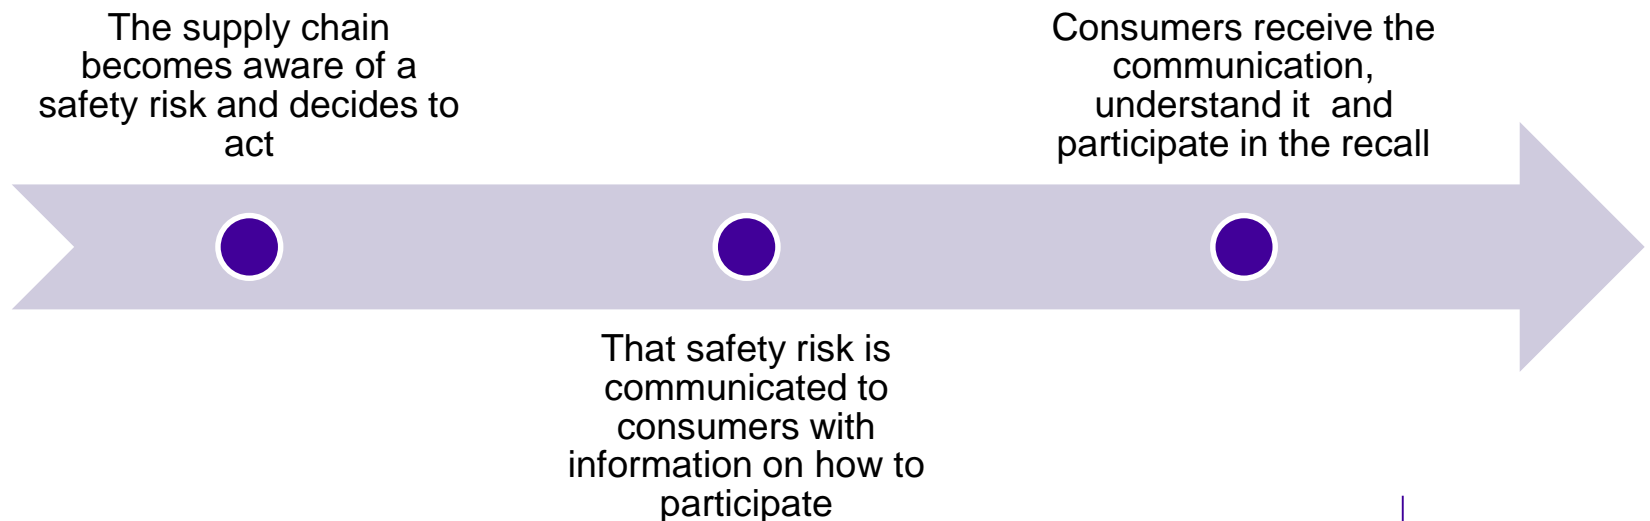 The supply chain
becomes aware of a
safety risk and decides to
act
That safety risk is
communicated to
consumers with
information on how to
participate
Consumers receive the
communication,
understand it and
participate in the recall